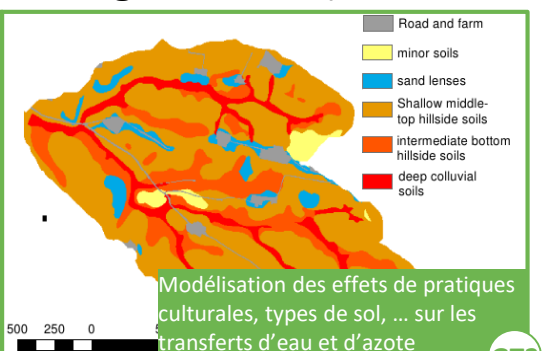 Road and farm
minor soils
sand lenses
Shallow middle-
top hillside soils
intermediate bottom
hillside soils
deep colluvial
soils
Modélisation des effets de pratiques
culturales, types de sol, … sur les
transferts d'eau et d'azote
500 250 0